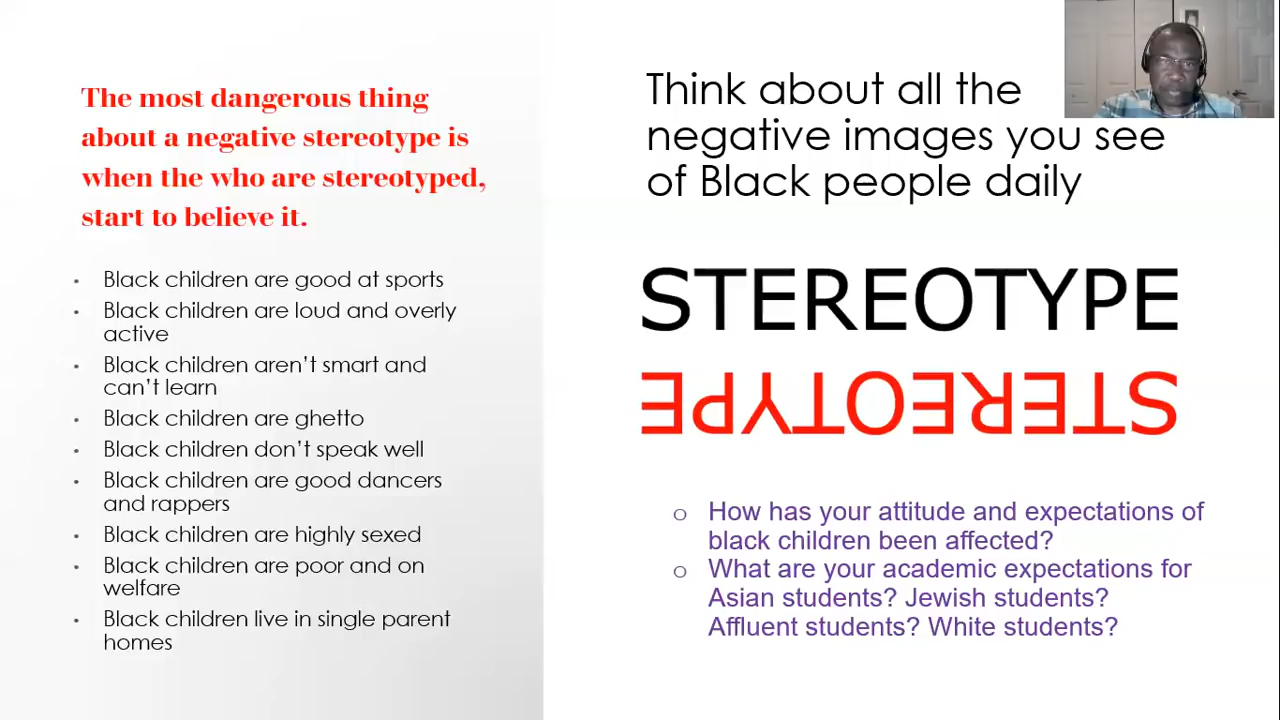 The most dangerous thing
about a negative stereotype is
when the who are stereotyped,
start to believe it.
• Black children are good at sports
• Black children are loud and overly
active
• Black children aren’t smart and
can’t learn
• Black children are ghetto
• Black children don’t speak well
• Black children are good dancers
and rappers
• Black children are highly sexed
• Black children are poor and on
welfare
• Black children live in single parent
homes
Think about all the
negative images you see
of Black people daily
STEREOTYPE
STEREOTYPE
o How has your attitude and expectations of
black children been affected?
o What are your academic expectations for
Asian students? Jewish students?
Affluent students? White students?